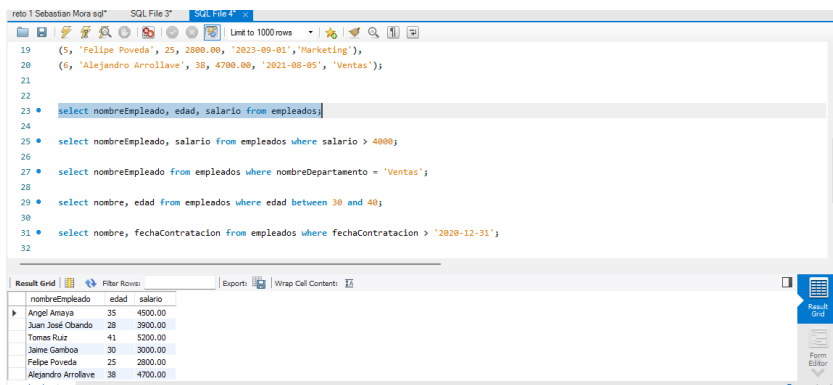 reto 1 Sebastian Mora sql* SQL File 3* SQL File 4* ×
Limit to 1000 rows
19 (5, 'Felipe Poveda', 25, 2800.00, '2023-09-01','Marketing'),
20 (6, 'Alejandro Arrollave', 38, 4700.00, '2021-08-05', 'Ventas');
21
22
23 select nombreEmpleado, edad, salario from empleados;
24
25 select nombreEmpleado, salario from empleados where salario > 4000;
26
27 select nombreEmpleado from empleados where nombreDepartamento = 'Ventas';
28
29 select nombre, edad from empleados where edad between 30 and 40;
30
31 select nombre, fechaContratacion from empleados where fechaContratacion > '2020-12-31';
32
Result Grid Filter Rows: Export: Wrap Cell Content:
nombreEmpleado edad salario
Angel Amaya 35 4500.00
Juan José Obando 28 3900.00
Tomas Ruiz 41 5200.00
Jaime Gamboa 30 3000.00
Felipe Poveda 25 2800.00
Alejandro Arrollave 38 4700.00
Result
Grid
Form
Editor